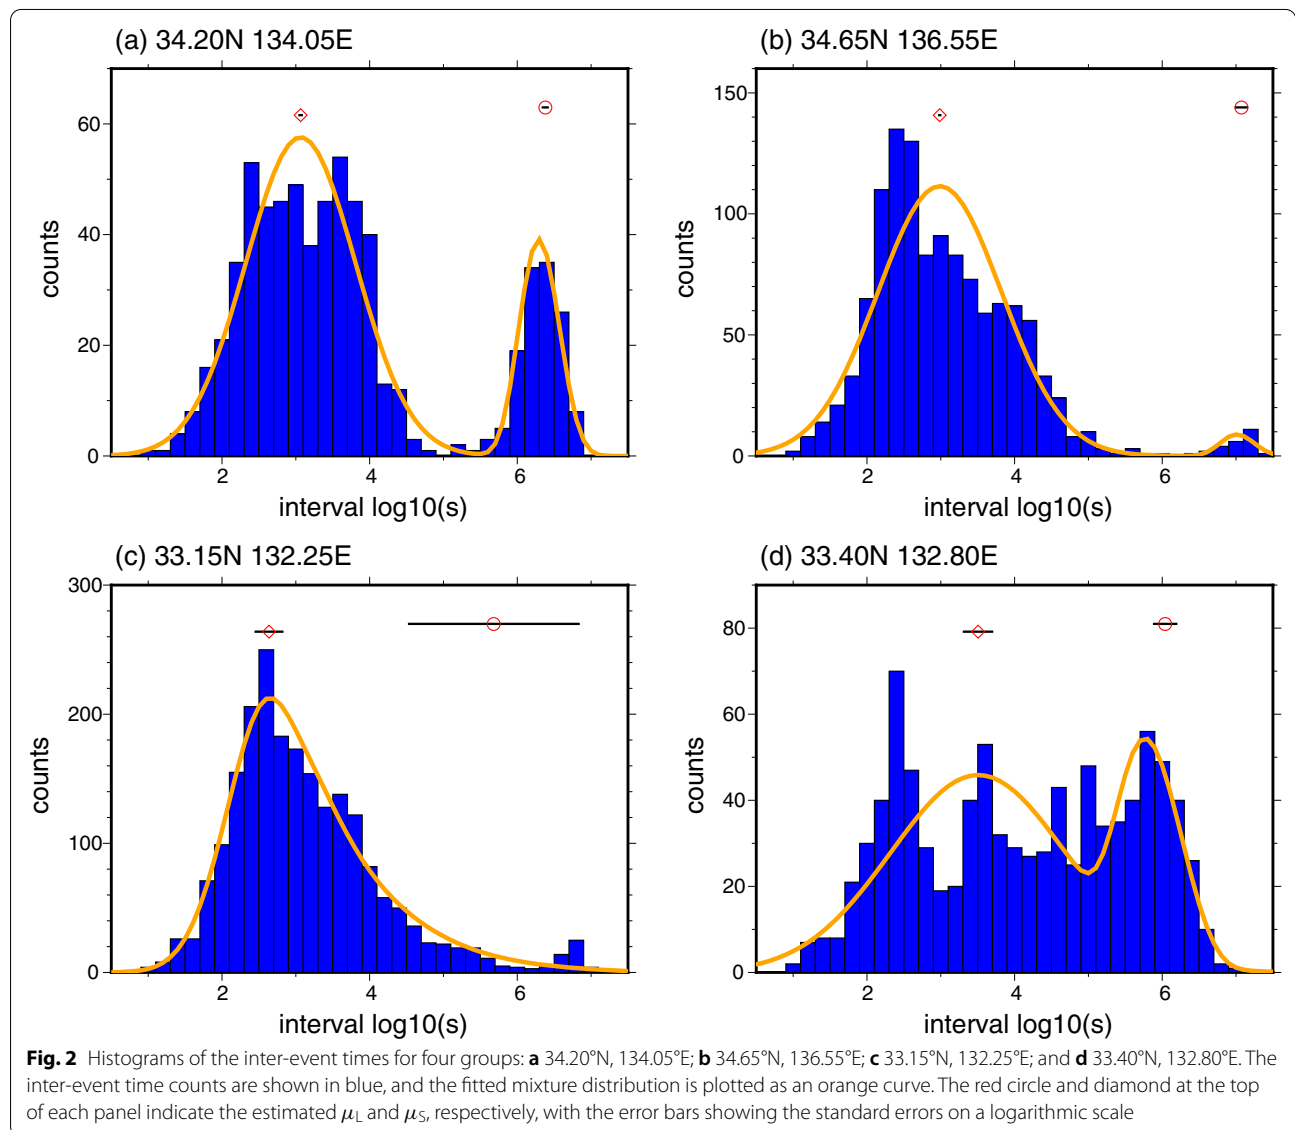 (a) 34.20N 134.05E
(b) 34.65N 136.55E
60
40
20
0
counts
2 4 6
interval log10(s)
150
100
50
0
counts
2 4 6
interval log10(s)
(c) 33.15N 132.25E
(d) 33.40N 132.80E
300
200
100
0
counts
2 4 6
interval log10(s)
80
60
40
20
0
counts
2 4 6
interval log10(s)
Fig. 2 Histograms of the inter-event times for four groups: a 34.20°N, 134.05°E; b 34.65°N, 136.55°E; c 33.15°N, 132.25°E; and d 33.40°N, 132.80°E. The
inter-event time counts are shown in blue, and the fitted mixture distribution is plotted as an orange curve. The red circle and diamond at the top
of each panel indicate the estimated μL and μS, respectively, with the error bars showing the standard errors on a logarithmic scale